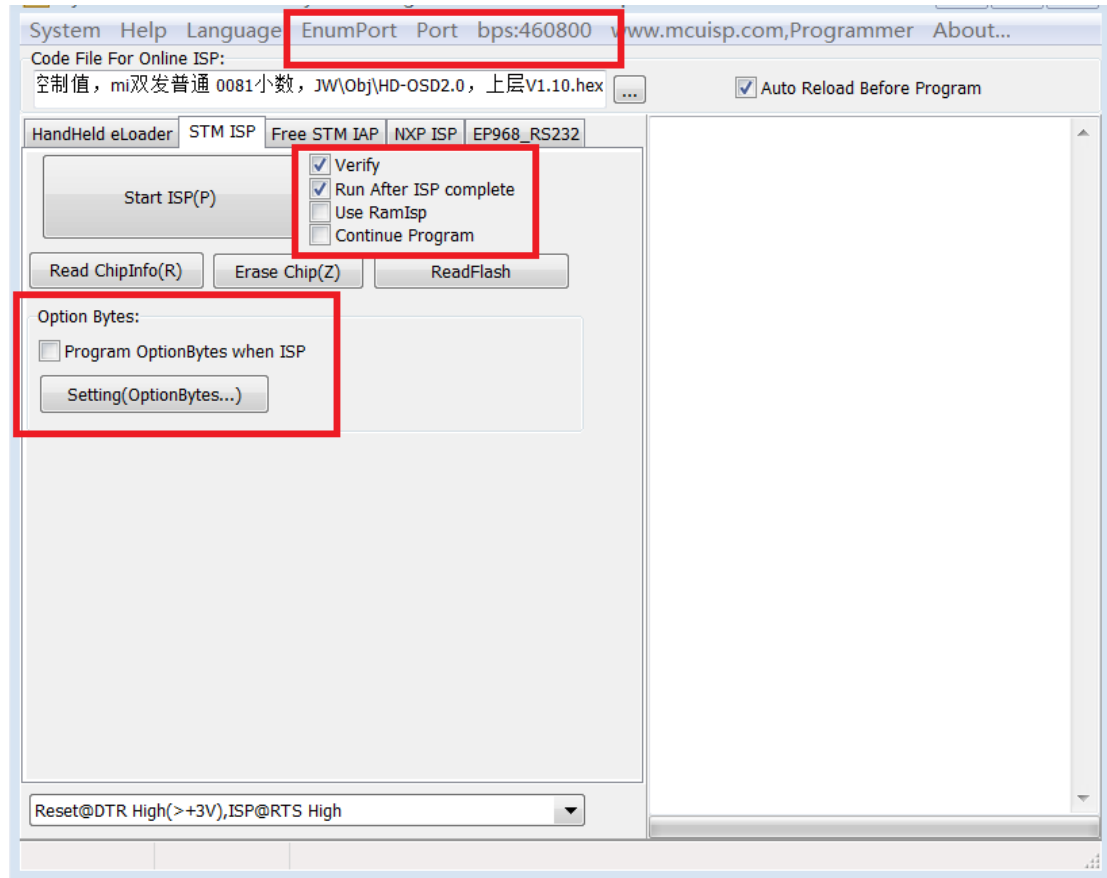 System Help Language EnumPort Port bps:460800 www.mcuisp.com,Programmer About...
Code File For Online ISP:
空制值，mi双发普通 0081小数，JW\Obj\HD-OSD2.0，上层V1.10.hex ... Auto Reload Before Program
HandHeld eLoader STM ISP Free STM IAP NXP ISP EP968_RS232
Verify
Start ISP(P) Run After ISP complete
Use RamIsp
Continue Program
Read ChipInfo(R) Erase Chip(Z) ReadFlash
Option Bytes:
Program OptionBytes when ISP
Setting(OptionBytes...)
Reset@DTR High(>+3V),ISP@RTS High